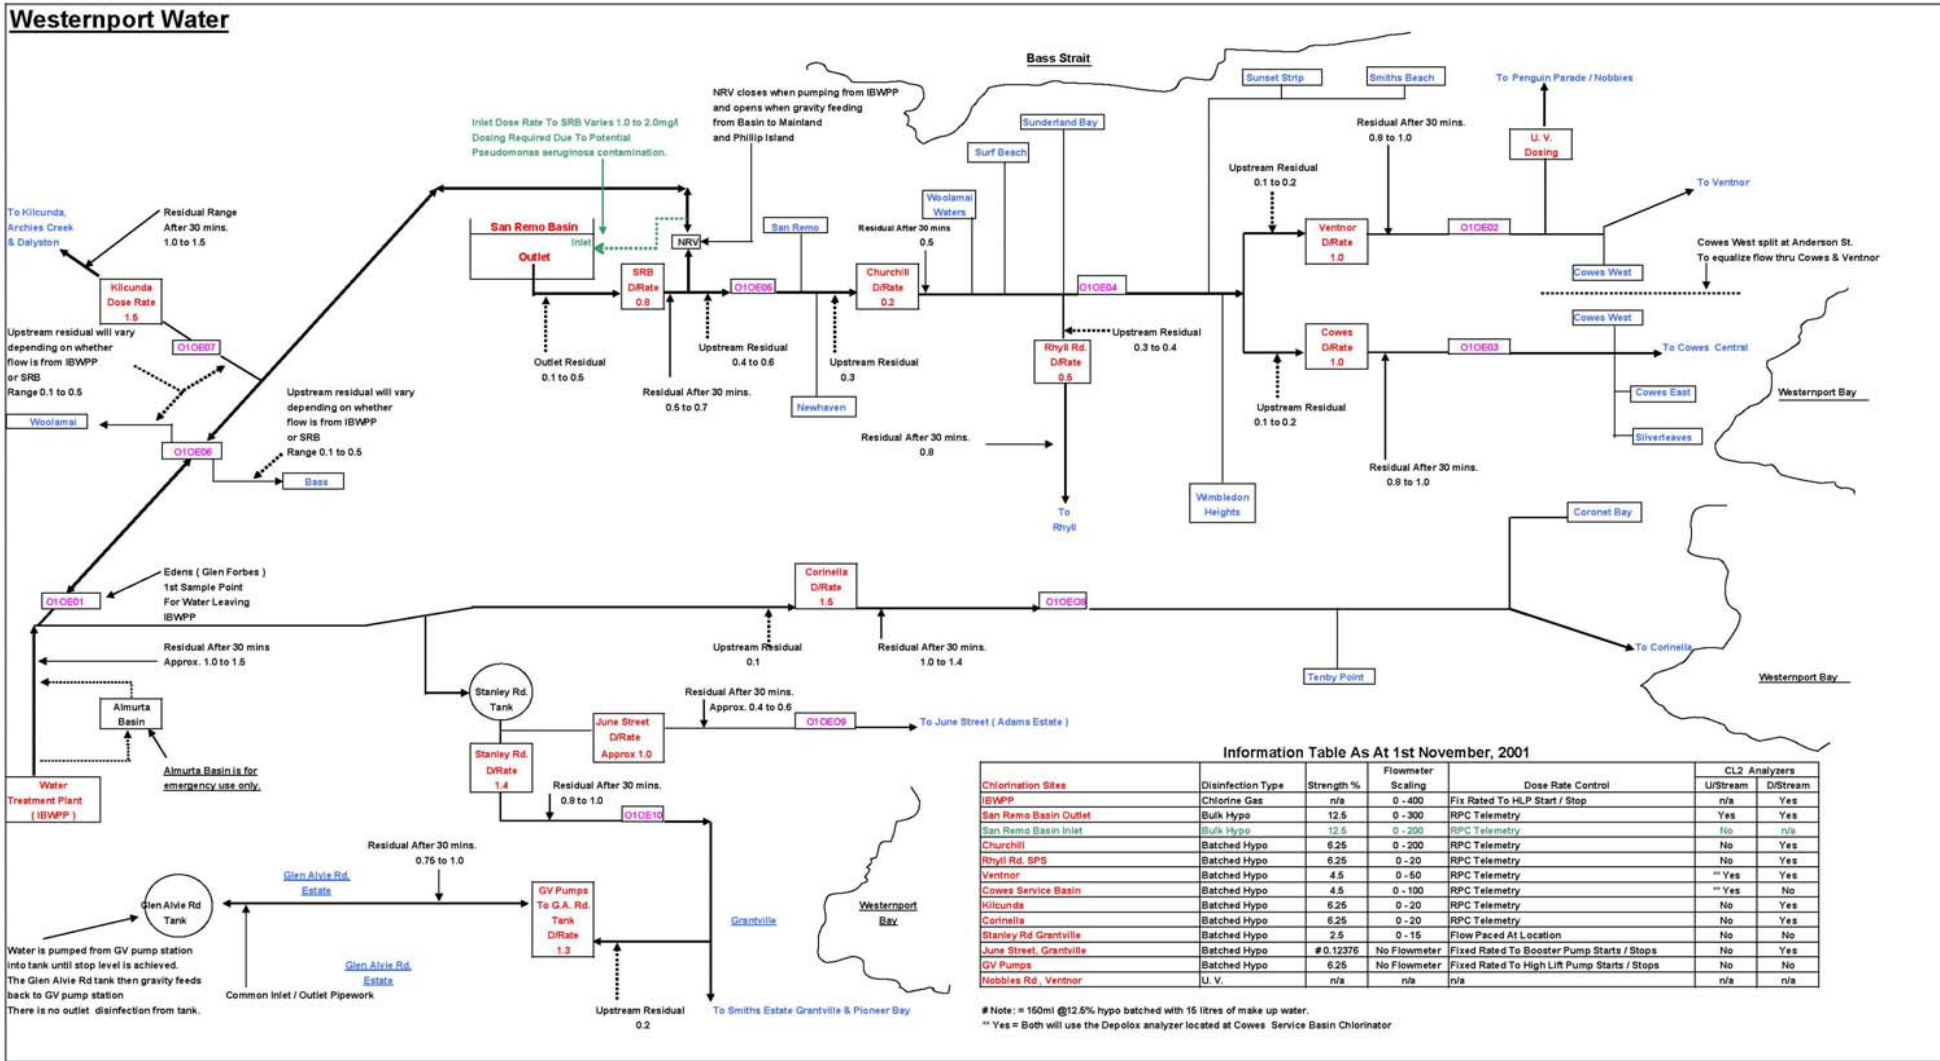 Westernport Water
Bass Strait
Sunset Strip
Smiths Beach
To Penguin Parade / Nobbies
NRV closes when pumping from IBWPP
and opens when gravity feeding
from Basin to Mainland
and Phillip Island
Inlet Dose Rate To SRB Varies 1.0 to 2.0mg/l
Dosing Required Due To Potential
Pseudomonas aeruginosa contamination.
Sunderland Bay
Residual After 30 mins.
0.8 to 1.0
U. V.
Dosing
Surf Beach
Upstream Residual
0.1 to 0.2
To Ventnor
Woolamai
Waters
To Kilcunda,
Archies Creek
& Dalyston
Residual Range
After 30 mins.
1.0 to 1.5
San Remo Basin
Inlet
Outlet
NRV
San Remo
Residual After 30 mins
0.5
Ventnor
D/Rate
1.0
O1OE02
Cowes West split at Anderson St.
To equalize flow thru Cowes & Ventnor
Cowes West
Kilcunda
Dose Rate
1.5
SRB
D/Rate
0.8
O1OE05
Churchill
D/Rate
0.2
O1OE04
Upstream residual will vary
depending on whether
flow is from IBWPP
or SRB
Range 0.1 to 0.5
O1OE07
Outlet Residual
0.1 to 0.5
Upstream Residual
0.4 to 0.6
Upstream Residual
0.3
Rhyll Rd.
D/Rate
0.5
Upstream Residual
0.3 to 0.4
Cowes
D/Rate
1.0
O1OE03
Cowes West
To Cowes Central
Upstream residual will vary
depending on whether
flow is from IBWPP
or SRB
Range 0.1 to 0.5
Residual After 30 mins.
0.5 to 0.7
Newhaven
Upstream Residual
0.1 to 0.2
Cowes East
Westernport Bay
Woolamai
O1OE06
Bass
Residual After 30 mins.
0.8
Silverleaves
Residual After 30 mins.
0.8 to 1.0
Wimbledon
Heights
To
Rhyll
Coronet Bay
Edens ( Glen Forbes )
1st Sample Point
For Water Leaving
IBWPP
O1OE01
Corinella
D/Rate
1.5
O1OEO8
Residual After 30 mins
Approx. 1.0 to 1.5
Upstream Residual
0.1
Residual After 30 mins.
1.0 to 1.4
To Corinella
Tenby Point
Westernport Bay
Almurta
Basin
Stanley Rd.
Tank
Residual After 30 mins.
Approx. 0.4 to 0.6
June Street
D/Rate
Approx 1.0
O1OEO9
To June Street ( Adams Estate )
Almurta Basin is for
emergency use only.
Water
Treatment Plant
( IBWPP )
Stanley Rd.
D/Rate
1.4
Residual After 30 mins.
0.8 to 1.0
O1OE10
Residual After 30 mins.
0.75 to 1.0
Glen Alvie Rd.
Estate
Glen Alvie Rd
Tank
GV Pumps
To G.A. Rd.
Tank
D/Rate
1.3
Grantville
Westernport
Bay
Water is pumped from GV pump station
into tank until stop level is achieved.
The Glen Alvie Rd tank then gravity feeds
back to GV pump station
There is no outlet disinfection from tank.
Glen Alvie Rd.
Estate
Common Inlet / Outlet Pipework
Upstream Residual
0.2
To Smiths Estate Grantville & Pioneer Bay
Information Table As At 1st November, 2001
Flowmeter CL2 Analyzers
Chlorination Sites Disinfection Type Strength % Scaling Dose Rate Control U/Stream D/Stream
IBWPP Chlorine Gas n/a 0 - 400 Fix Rated To HLP Start / Stop n/a Yes
San Remo Basin Outlet Bulk Hypo 12.5 0 - 300 RPC Telemetry Yes Yes
San Remo Basin Inlet Bulk Hypo 12.5 0 - 200 RPC Telemetry No n/a
Churchill Batched Hypo 6.25 0 - 200 RPC Telemetry No Yes
Rhyll Rd. SPS Batched Hypo 6.25 0 - 20 RPC Telemetry No Yes
Ventnor Batched Hypo 4.5 0 - 50 RPC Telemetry ** Yes Yes
Cowes Service Basin Batched Hypo 4.5 0 - 100 RPC Telemetry ** Yes No
Kilcunda Batched Hypo 6.25 0 - 20 RPC Telemetry No Yes
Corinella Batched Hypo 6.25 0 - 20 RPC Telemetry No Yes
Stanley Rd Grantville Batched Hypo 2.5 0 - 15 Flow Paced At Location No No
June Street, Grantville Batched Hypo # 0.12376 No Flowmeter Fixed Rated To Booster Pump Starts / Stops No Yes
GV Pumps Batched Hypo 6.25 No Flowmeter Fixed Rated To High Lift Pump Starts / Stops No No
Nobbies Rd , Ventnor U. V. n/a n/a n/a n/a n/a
# Note: = 150ml @12.5% hypo batched with 15 litres of make up water.
** Yes = Both will use the Depolox analyzer located at Cowes Service Basin Chlorinator